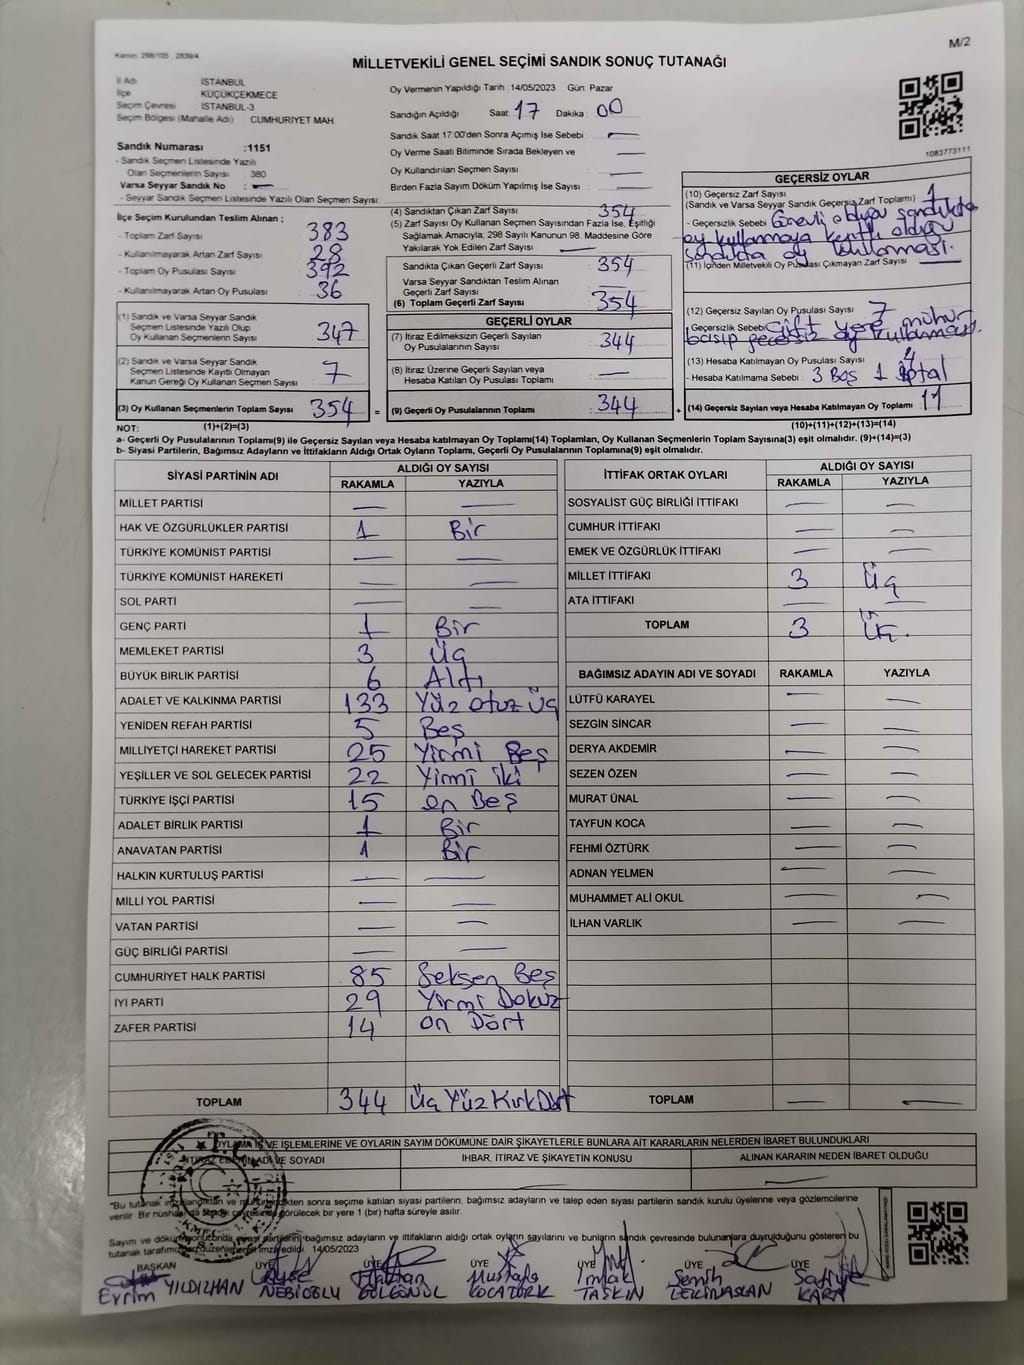 Kanun: 298/105 , 2839/4
M/2
MİLLETVEKİLİ GENEL SEÇİMİ SANDIK SONUÇ TUTANAĞI
İl Adı İSTANBUL
İlçe KÜÇÜKÇEKMECE
Seçim Çevresi İSTANBUL-3
Seçim Bölgesi (Mahalle Adı) CUMHURİYET MAH.
Sandık Numarası :1151
- Sandık Seçmen Listesinde Yazılı
Olan Seçmenlerin Sayısı : 380
Varsa Seyyar Sandık No : —
- Seyyar Sandık Seçmen Listesinde Yazılı Olan Seçmen Sayısı:
Oy Vermenin Yapıldığı Tarih : 14/05/2023 Gün: Pazar
Sandığın Açıldığı Saat: 17 Dakika: 00
Sandık Saat 17:00'den Sonra Açılmış İse Sebebi : —
Oy Verme Saati Bitiminde Sırada Bekleyen ve : —
Oy Kullandırılan Seçmen Sayısı : —
Birden Fazla Sayım Döküm Yapılmış İse Sayısı : —
1083773111
İlçe Seçim Kurulundan Teslim Alınan ;
- Toplam Zarf Sayısı : 383
- Kullanılmayarak Artan Zarf Sayısı : 28
- Toplam Oy Pusulası Sayısı : 392
- Kullanılmayarak Artan Oy Pusulası : 36
(1) Sandık ve Varsa Seyyar Sandık
Seçmen Listesinde Yazılı Olup
Oy Kullanan Seçmenlerin Sayısı : 347
(2) Sandık ve Varsa Seyyar Sandık
Seçmen Listesinde Kayıtlı Olmayan
Kanun Gereği Oy Kullanan Seçmen Sayısı : 7
(3) Oy Kullanan Seçmenlerin Toplam Sayısı : 354 =
(1)+(2)=(3)
(4) Sandıktan Çıkan Zarf Sayısı : 354
(5) Zarf Sayısı Oy Kullanan Seçmen Sayısından Fazla İse, Eşitliği
Sağlamak Amacıyla, 298 Sayılı Kanunun 98. Maddesine Göre
Yakılarak Yok Edilen Zarf Sayısı : —
Sandıkta Çıkan Geçerli Zarf Sayısı : 354
Varsa Seyyar Sandıktan Teslim Alınan
Geçerli Zarf Sayısı :
(6) Toplam Geçerli Zarf Sayısı : 354
GEÇERLİ OYLAR
(7) İtiraz Edilmeksizin Geçerli Sayılan
Oy Pusulalarının Sayısı : 344
(8) İtiraz Üzerine Geçerli Sayılan veya
Hesaba Katılan Oy Pusulası Toplamı : —
(9) Geçerli Oy Pusulalarının Toplamı : 344 +
GEÇERSİZ OYLAR
(10) Geçersiz Zarf Sayısı
(Sandık ve Varsa Seyyar Sandık Geçersiz Zarf Toplamı) : 1
- Geçersizlik Sebebi : Görevli olduğu sandıkta
oy kullanmaya kayıtlı olduğu
sandıkta oy kullanması.
(11) İçinden Milletvekili Oy Pusulası Çıkmayan Zarf Sayısı : —
(12) Geçersiz Sayılan Oy Pusulası Sayısı : 7
- Geçersizlik Sebebi : Çift yere mühür
basıp geçersiz oy kullanması.
(13) Hesaba Katılmayan Oy Pusulası Sayısı : 4
- Hesaba Katılmama Sebebi : 3 Boş 1 iptal
(14) Geçersiz Sayılan veya Hesaba Katılmayan Oy Toplamı : 11
(10)+(11)+(12)+(13)=(14)
NOT:
a- Geçerli Oy Pusulalarının Toplamı(9) ile Geçersiz Sayılan veya Hesaba katılmayan Oy Toplamı(14) Toplamları, Oy Kullanan Seçmenlerin Toplam Sayısına(3) eşit olmalıdır. (9)+(14)=(3)
b- Siyasi Partilerin, Bağımsız Adayların ve İttifakların Aldığı Ortak Oyların Toplamı, Geçerli Oy Pusulalarının Toplamına(9) eşit olmalıdır.
SİYASİ PARTİNİN ADI ALDIĞI OY SAYISI
RAKAMLA YAZIYLA
MİLLET PARTİSİ — —
HAK VE ÖZGÜRLÜKLER PARTİSİ 1 Bir
TÜRKİYE KOMÜNİST PARTİSİ — —
TÜRKİYE KOMÜNİST HAREKETİ — —
SOL PARTİ — —
GENÇ PARTİ 1 Bir
MEMLEKET PARTİSİ 3 Üç
BÜYÜK BİRLİK PARTİSİ 6 Altı
ADALET VE KALKINMA PARTİSİ 133 Yüz otuz üç
YENİDEN REFAH PARTİSİ 5 Beş
MİLLİYETÇİ HAREKET PARTİSİ 25 Yirmi Beş
YEŞİLLER VE SOL GELECEK PARTİSİ 22 Yirmi iki
TÜRKİYE İŞÇİ PARTİSİ 15 on Beş
ADALET BİRLİK PARTİSİ 1 Bir
ANAVATAN PARTİSİ 1 Bir
HALKIN KURTULUŞ PARTİSİ — —
MİLLİ YOL PARTİSİ — —
VATAN PARTİSİ — —
GÜÇ BİRLİĞİ PARTİSİ — —
CUMHURİYET HALK PARTİSİ 85 Seksen Beş
İYİ PARTİ 29 Yirmi Dokuz
ZAFER PARTİSİ 14 on Dört
TOPLAM 344 Üç Yüz Kırk Dört
İTTİFAK ORTAK OYLARI ALDIĞI OY SAYISI
RAKAMLA YAZIYLA
SOSYALİST GÜÇ BİRLİĞİ İTTİFAKI — —
CUMHUR İTTİFAKI — —
EMEK VE ÖZGÜRLÜK İTTİFAKI — —
MİLLET İTTİFAKI 3 Üç
ATA İTTİFAKI — —
TOPLAM 3 Üç.
BAĞIMSIZ ADAYIN ADI VE SOYADI RAKAMLA YAZIYLA
LÜTFÜ KARAYEL — —
SEZGİN SİNCAR — —
DERYA AKDEMİR — —
SEZEN ÖZEN — —
MURAT ÜNAL — —
TAYFUN KOCA — —
FEHMİ ÖZTÜRK — —
ADNAN YELMEN — —
MUHAMMET ALİ OKUL — —
İLHAN VARLIK — —
TOPLAM — —
OYLAMA İŞ VE İŞLEMLERİNE VE OYLARIN SAYIM DÖKÜMÜNE DAİR ŞİKAYETLERLE BUNLARA AİT KARARLARIN NELERDEN İBARET BULUNDUKLARI
İTİRAZ EDENİN ADI VE SOYADI İHBAR, İTİRAZ VE ŞİKAYETİN KONUSU ALINAN KARARIN NEDEN İBARET OLDUĞU
T.C.
"Bu tutanak imzalandıktan ve mühürlendikten sonra seçime katılan siyasi partilerin, bağımsız adayların ve talep eden siyasi partilerin sandık kurulu üyelerine veya gözlemcilerine
verilir. Bir nüshası da sandık çevresinde görülecek bir yere 1 (bir) hafta süreyle asılır.
Sayım ve döküm sonucunda, siyasi partilerin, bağımsız adayların ve ittifakların aldığı ortak oyların sayılarını ve bunların sandık çevresinde bulunanlara duyrulduğunu gösteren bu
tutanak tarafımızdan düzenlenerek imza edildi. 14/05/2023
BAŞKAN ÜYE ÜYE ÜYE ÜYE ÜYE ÜYE
Evrim YILDIZHAN Ayşe NEBİOĞLU GÜLGÖNÜL Mustafa KOCATÜRK TAŞKIN Semih TEKİNASLAN Safiye KARA